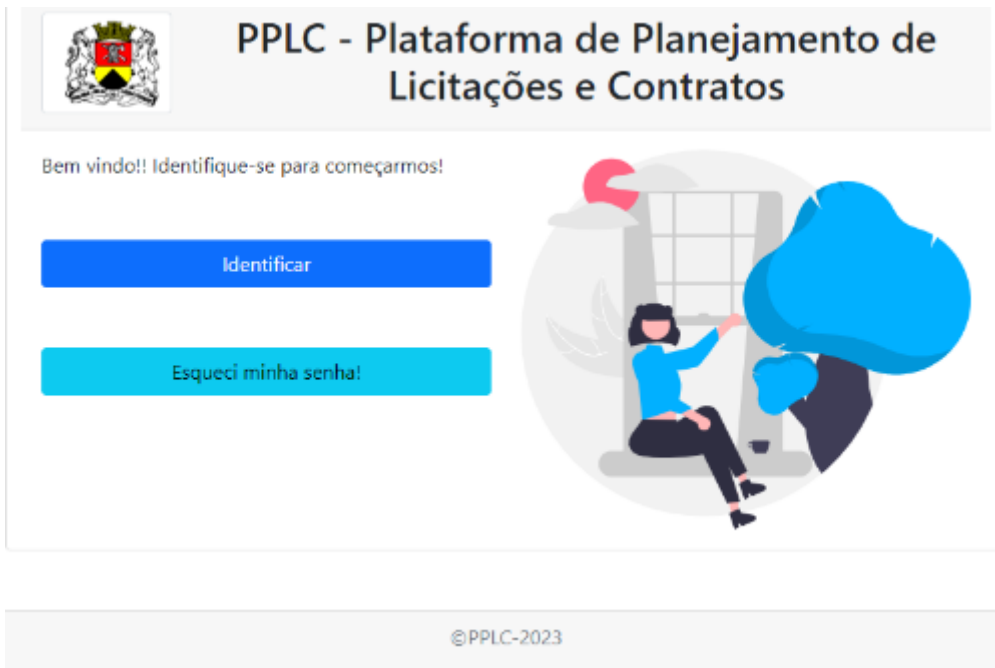 PPLC - Plataforma de Planejamento de
Licitações e Contratos
Bem vindo!! Identifique-se para começarmos!
Identificar
Esqueci minha senha!
©PPLC-2023